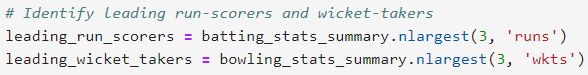 # Identify leading run-scorers and wicket-takers
leading_run_scorers = batting_stats_summary.nlargest(3, 'runs')
leading_wicket_takers = bowling_stats_summary.nlargest(3, 'wkts')